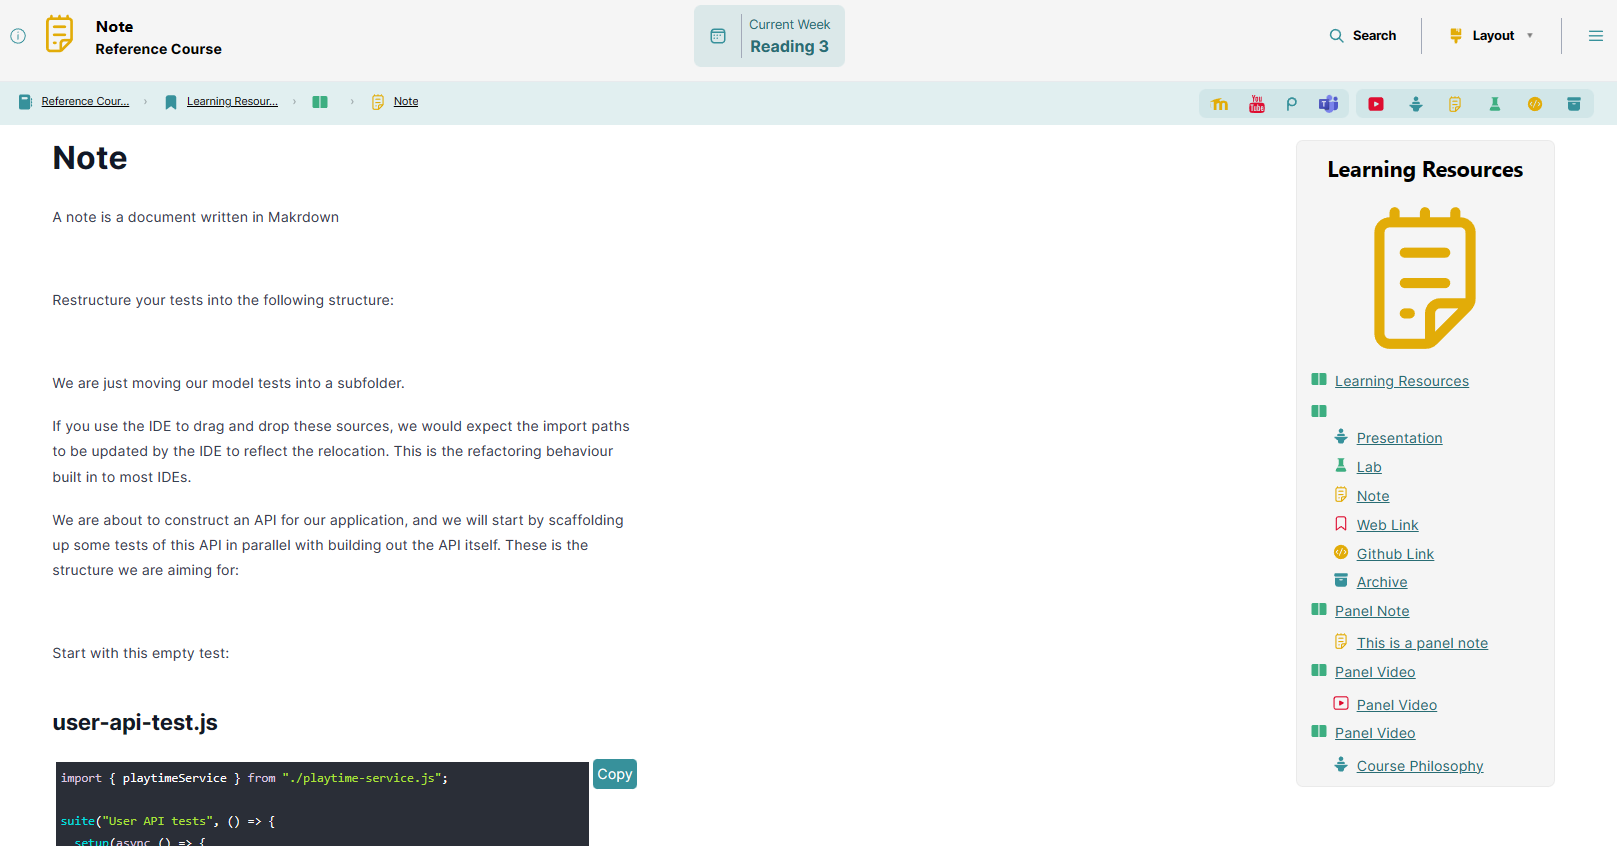 Note
Reference Course
Current Week
Reading 3
Search
Layout
Reference Cour...
Learning Resour...
Note
Note
A note is a document written in Makrdown
Restructure your tests into the following structure:
We are just moving our model tests into a subfolder.
If you use the IDE to drag and drop these sources, we would expect the import paths
to be updated by the IDE to reflect the relocation. This is the refactoring behaviour
built in to most IDEs.
We are about to construct an API for our application, and we will start by scaffolding
up some tests of this API in parallel with building out the API itself. These is the
structure we are aiming for:
Start with this empty test:
user-api-test.js
Copy
import { playtimeService } from "./playtime-service.js";
suite("User API tests", () => {
setup(async () => {
Learning Resources
Learning Resources
Presentation
Lab
Note
Web Link
Github Link
Archive
Panel Note
This is a panel note
Panel Video
Panel Video
Panel Video
Course Philosophy